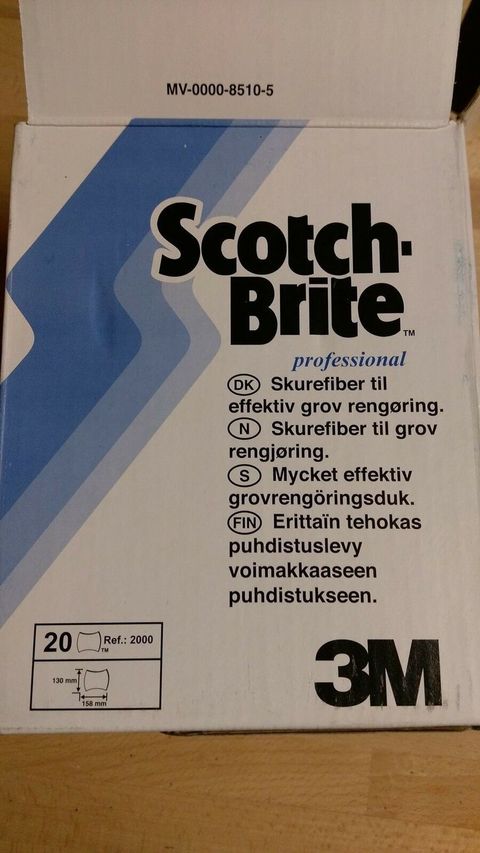 MV-0000-8510-5
Scotch-
Brite™
professional
DK Skurefiber til
effektiv grov rengøring.
N Skurefiber til grov
rengjøring.
S Mycket effektiv
grovrengöringsduk.
FIN Erittaïn tehokas
puhdistuslevy
voimakkaaseen
puhdistukseen.
20 ™ Ref.: 2000
130 mm
158 mm
3M